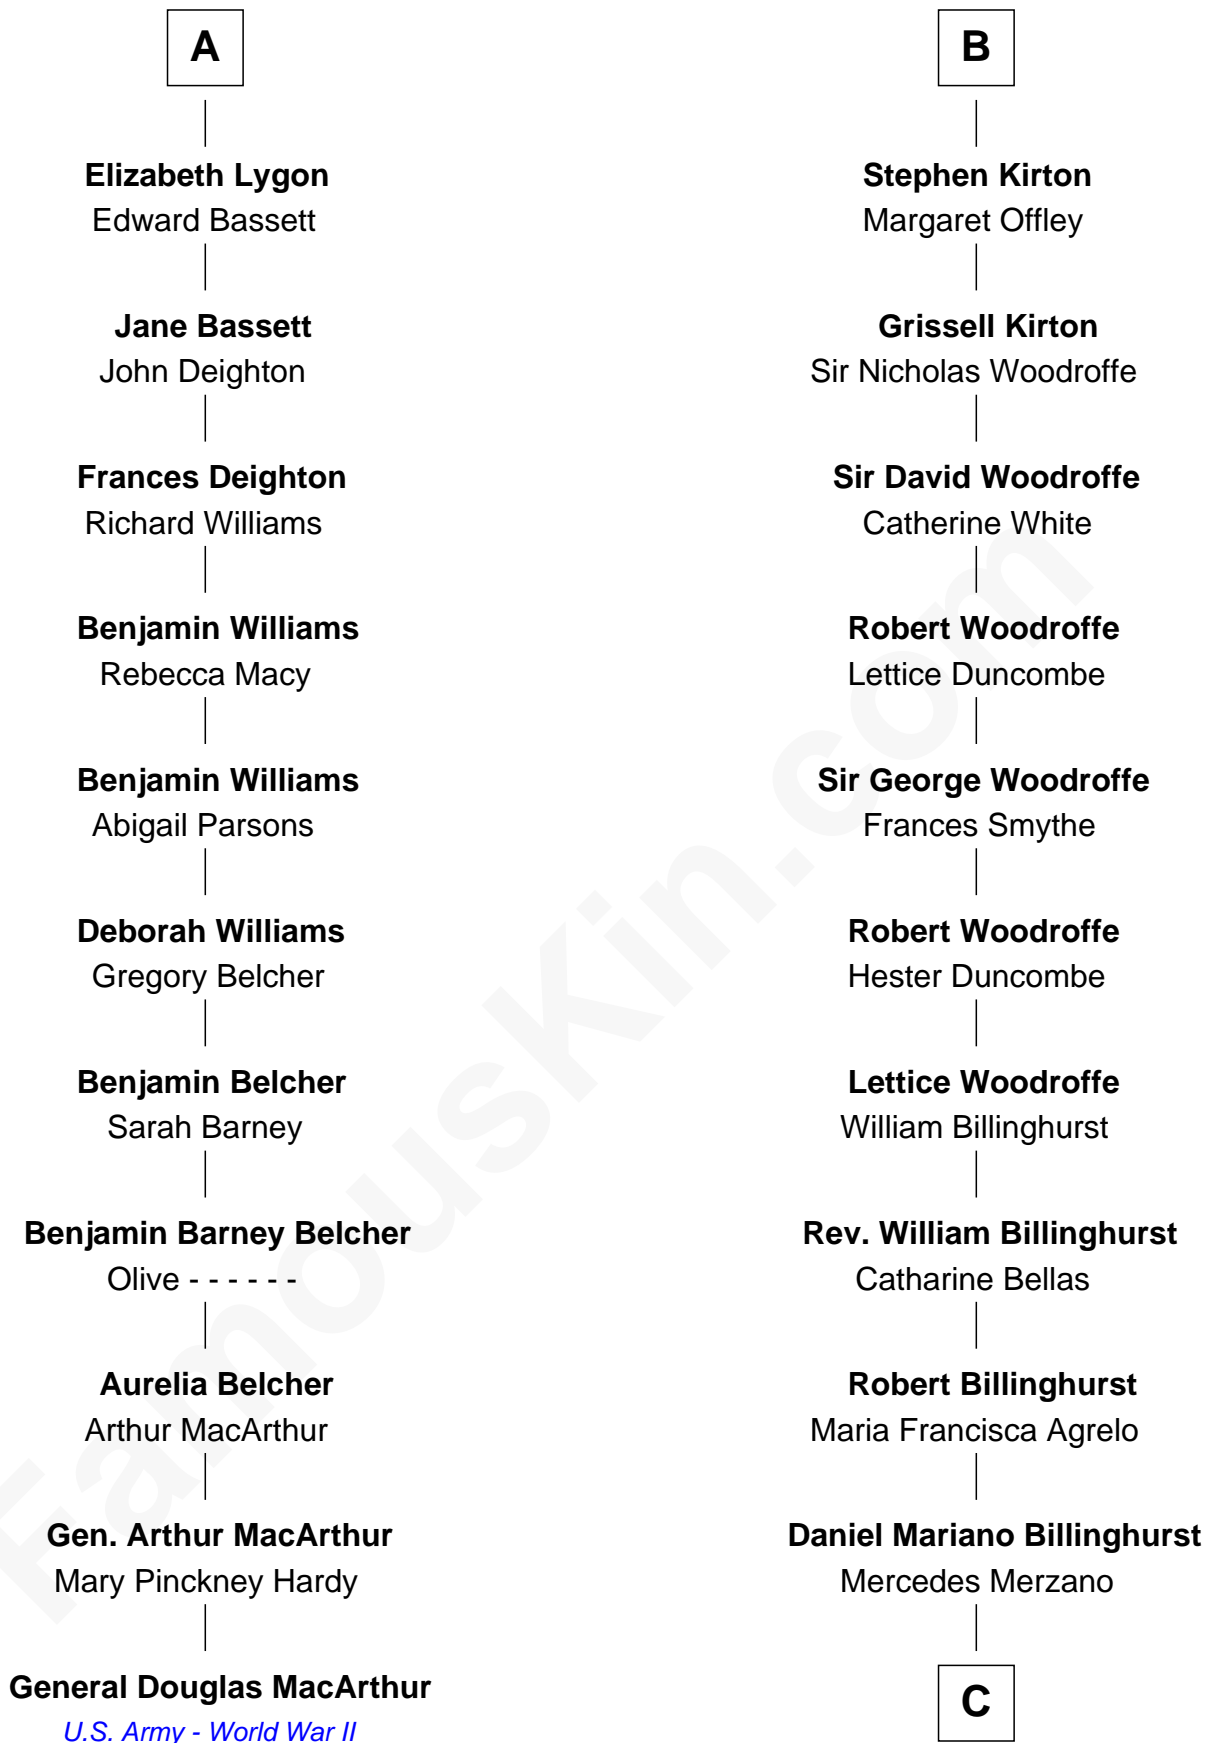 A
Elizabeth Lygon
Edward Bassett
Jane Bassett
John Deighton
Frances Deighton
Richard Williams
Benjamin Williams
Rebecca Macy
Benjamin Williams
Abigail Parsons
Deborah Williams
Gregory Belcher
Benjamin Belcher
Sarah Barney
Benjamin Barney Belcher
Olive - - - - - -
Aurelia Belcher
Arthur MacArthur
Gen. Arthur MacArthur
Mary Pinckney Hardy
General Douglas MacArthur
U.S. Army - World War II
B
Stephen Kirton
Margaret Offley
Grissell Kirton
Sir Nicholas Woodroffe
Sir David Woodroffe
Catherine White
Robert Woodroffe
Lettice Duncombe
Sir George Woodroffe
Frances Smythe
Robert Woodroffe
Hester Duncombe
Lettice Woodroffe
William Billinghurst
Rev. William Billinghurst
Catharine Bellas
Robert Billinghurst
Maria Francisca Agrelo
Daniel Mariano Billinghurst
Mercedes Merzano
C
FamousKin.com